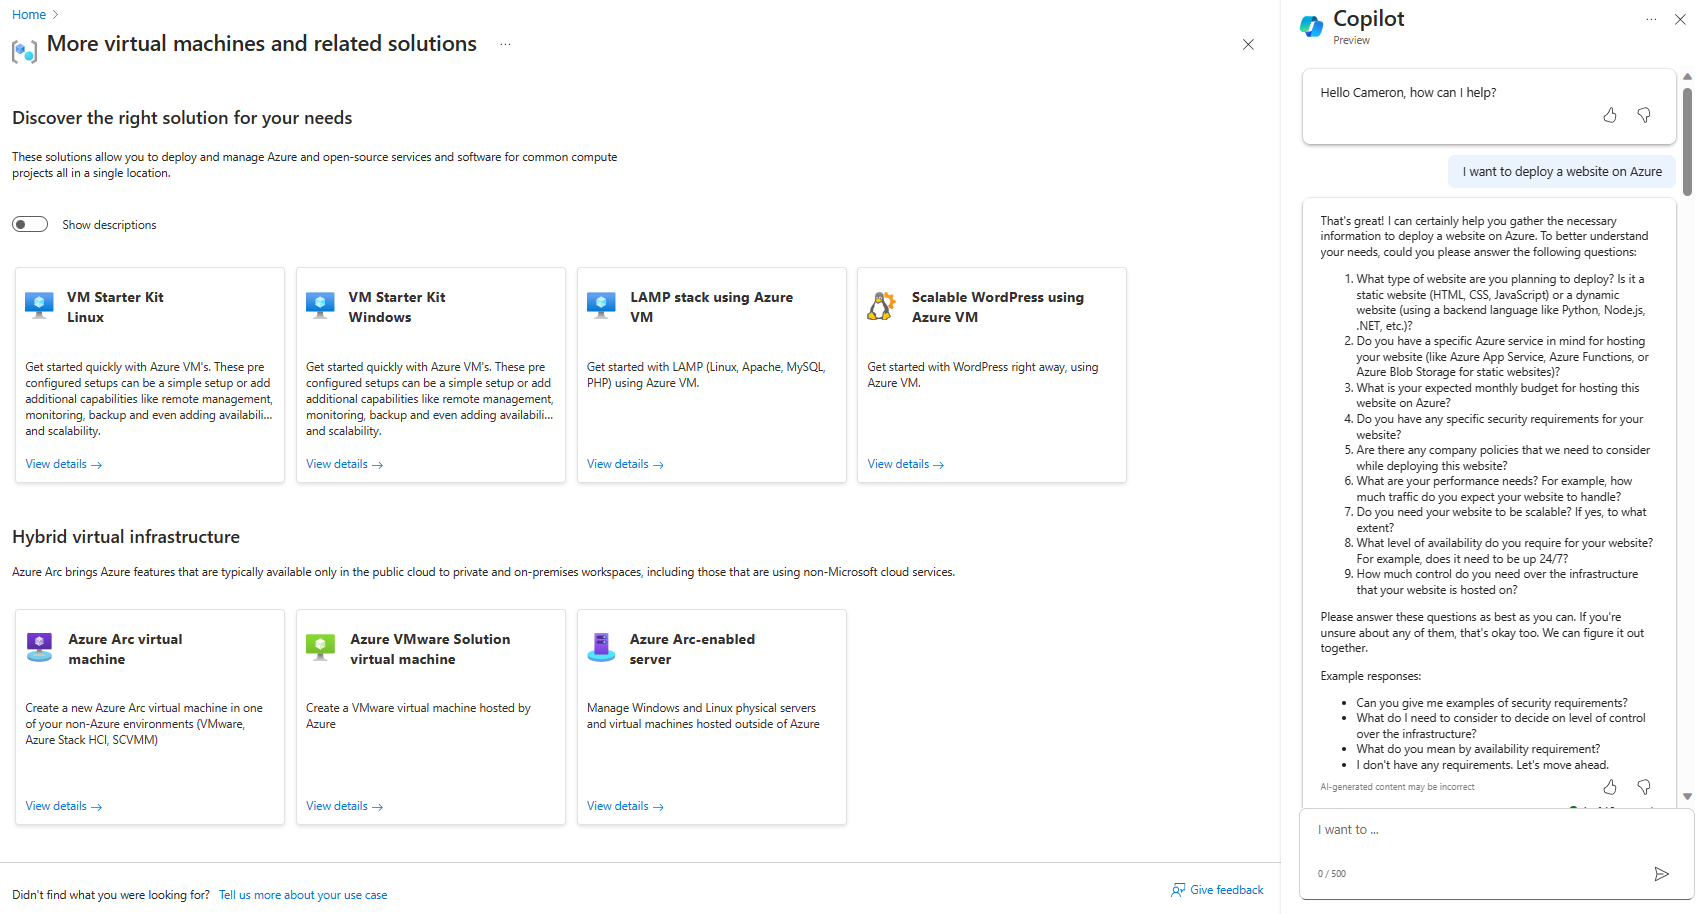 Home
More virtual machines and related solutions
Discover the right solution for your needs
These solutions allow you to deploy and manage Azure and open-source services and software for common compute
projects all in a single location.
Show descriptions
VM Starter Kit
Linux
Get started quickly with Azure VM's. These pre
configured setups can be a simple setup or add
additional capabilities like remote management,
monitoring, backup and even adding availabili...
and scalability.
View details →
VM Starter Kit
Windows
Get started quickly with Azure VM's. These pre
configured setups can be a simple setup or add
additional capabilities like remote management,
monitoring, backup and even adding availabili...
and scalability.
View details →
LAMP stack using Azure
VM
Get started with LAMP (Linux, Apache, MySQL,
PHP) using Azure VM.
View details →
Scalable WordPress using
Azure VM
Get started with WordPress right away, using
Azure VM.
View details →
Hybrid virtual infrastructure
Azure Arc brings Azure features that are typically available only in the public cloud to private and on-premises workspaces, including those that are using non-Microsoft cloud services.
Azure Arc virtual
machine
Create a new Azure Arc virtual machine in one
of your non-Azure environments (VMware,
Azure Stack HCI, SCVMM)
View details →
Azure VMware Solution
virtual machine
Create a VMware virtual machine hosted by
Azure
View details →
Azure Arc-enabled
server
Manage Windows and Linux physical servers
and virtual machines hosted outside of Azure
View details →
Didn't find what you were looking for? Tell us more about your use case
Give feedback
Copilot
Preview
Hello Cameron, how can I help?
I want to deploy a website on Azure
That's great! I can certainly help you gather the necessary
information to deploy a website on Azure. To better understand
your needs, could you please answer the following questions:
1. What type of website are you planning to deploy? Is it a
static website (HTML, CSS, JavaScript) or a dynamic
website (using a backend language like Python, Node.js,
.NET, etc.)?
2. Do you have a specific Azure service in mind for hosting
your website (like Azure App Service, Azure Functions, or
Azure Blob Storage for static websites)?
3. What is your expected monthly budget for hosting this
website on Azure?
4. Do you have any specific security requirements for your
website?
5. Are there any company policies that we need to consider
while deploying this website?
6. What are your performance needs? For example, how
much traffic do you expect your website to handle?
7. Do you need your website to be scalable? If yes, to what
extent?
8. What level of availability do you require for your website?
For example, does it need to be up 24/7?
9. How much control do you need over the infrastructure
that your website is hosted on?
Please answer these questions as best as you can. If you're
unsure about any of them, that's okay too. We can figure it out
together.
Example responses:
• Can you give me examples of security requirements?
• What do I need to consider to decide on level of control
over the infrastructure?
• What do you mean by availability requirement?
• I don't have any requirements. Let's move ahead.
AI-generated content may be incorrect
I want to ...
0 / 500